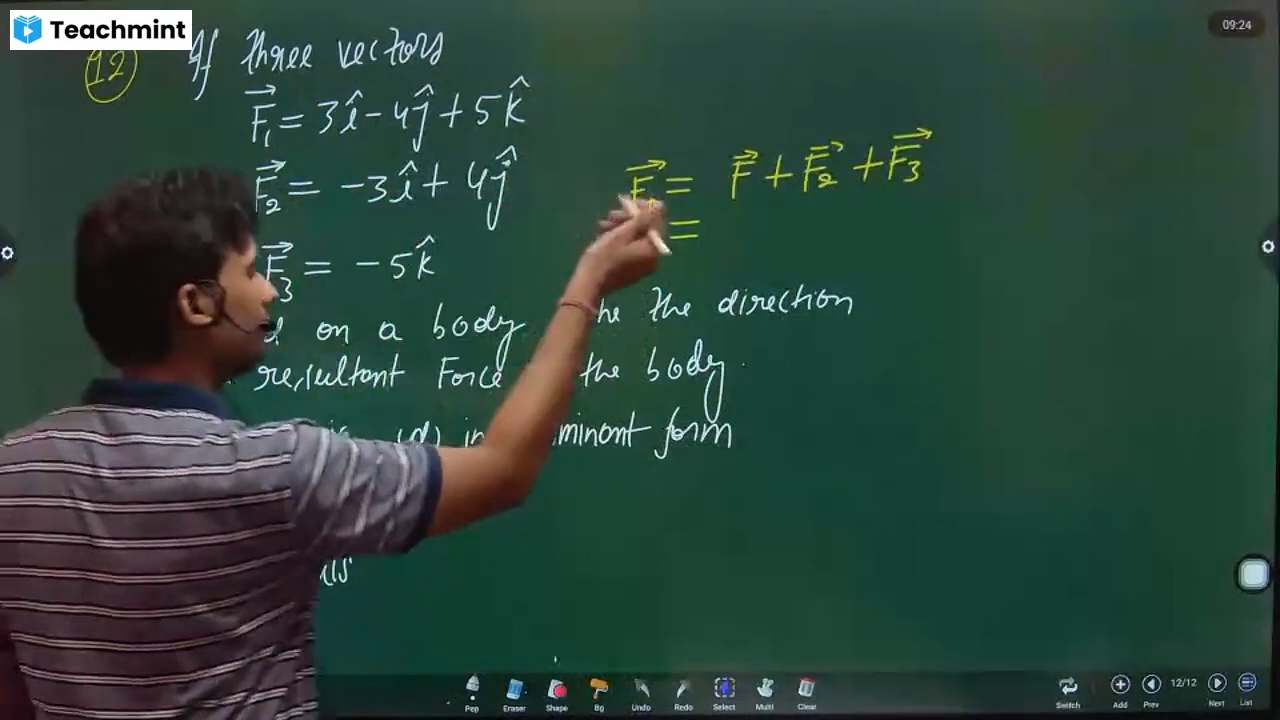 Teachmint
09:24
12 If three vectors
F₁ = 3î - 4ĵ + 5k̂
F₂ = -3î + 4ĵ
F₃ = -5k̂
on a body the the direction
resultant Force the body.
(d) in form
F = F + F₂ + F₃
=
Pen Eraser Shape Bg Undo Redo Select Multi Clear Switch Add Prev 12/12 Next List